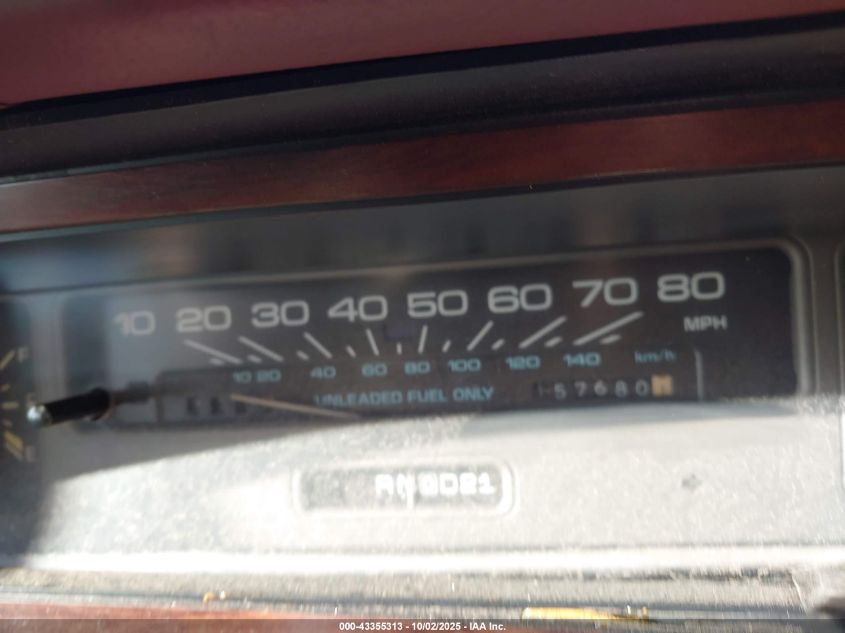 10 20 30 40 50 60 70 80
MPH
10 20 40 60 80 100 120 140 km/h
UNLEADED FUEL ONLY
57680
F
E
000-43355313 - 10/02/2025 - IAA Inc.